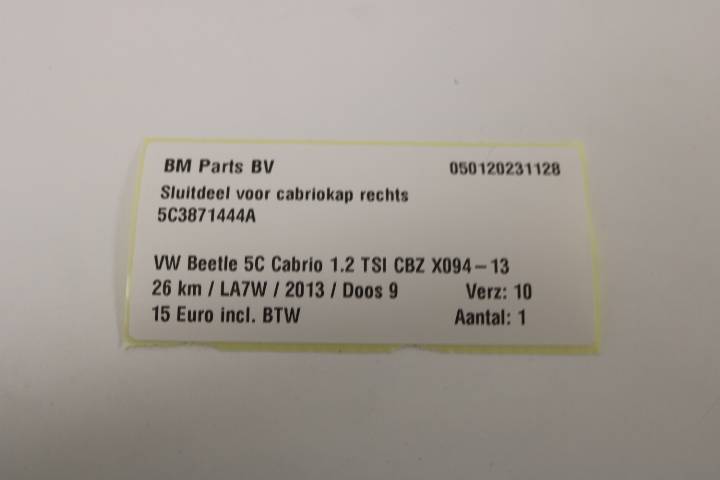 BM Parts BV 050120231128
Sluitdeel voor cabriokap rechts
5C3871444A
VW Beetle 5C Cabrio 1.2 TSI CBZ X094-13
26 km / LA7W / 2013 / Doos 9 Verz: 10
15 Euro incl. BTW Aantal: 1